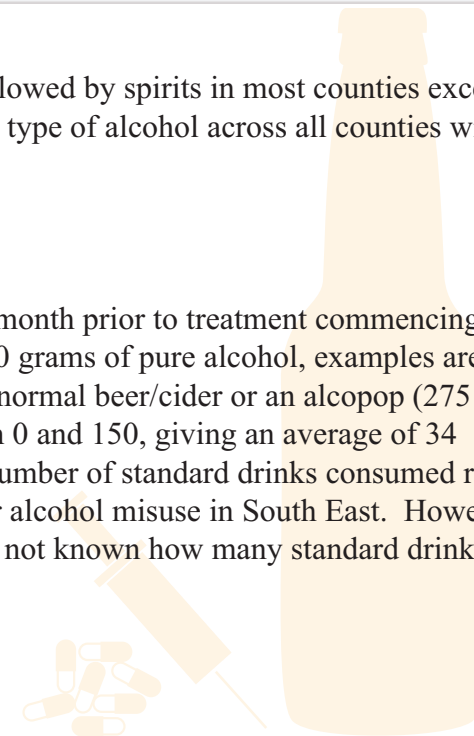 lowed by spirits in most counties exc
type of alcohol across all counties w
month prior to treatment commencing
0 grams of pure alcohol, examples are
normal beer/cider or an alcopop (275
n 0 and 150, giving an average of 34
umber of standard drinks consumed r
r alcohol misuse in South East.  Howe
not known how many standard drink